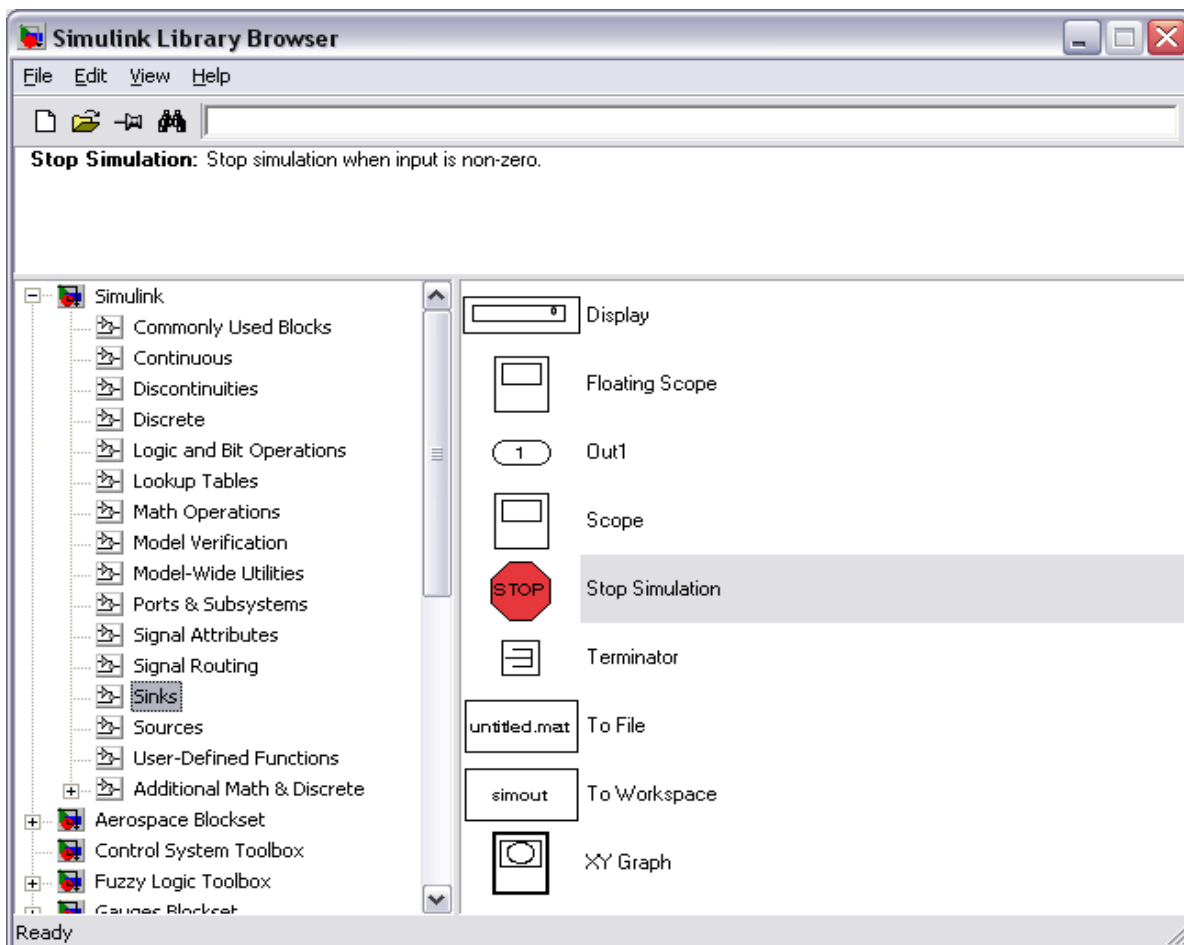 Simulink Library Browser
File Edit View Help
Stop Simulation: Stop simulation when input is non-zero.
Simulink
Commonly Used Blocks
Continuous
Discontinuities
Discrete
Logic and Bit Operations
Lookup Tables
Math Operations
Model Verification
Model-Wide Utilities
Ports & Subsystems
Signal Attributes
Signal Routing
Sinks
Sources
User-Defined Functions
Additional Math & Discrete
Aerospace Blockset
Control System Toolbox
Fuzzy Logic Toolbox
Gauges Blockset
0 Display
Floating Scope
1 Out1
Scope
STOP Stop Simulation
Terminator
untitled.mat To File
simout To Workspace
XY Graph
Ready